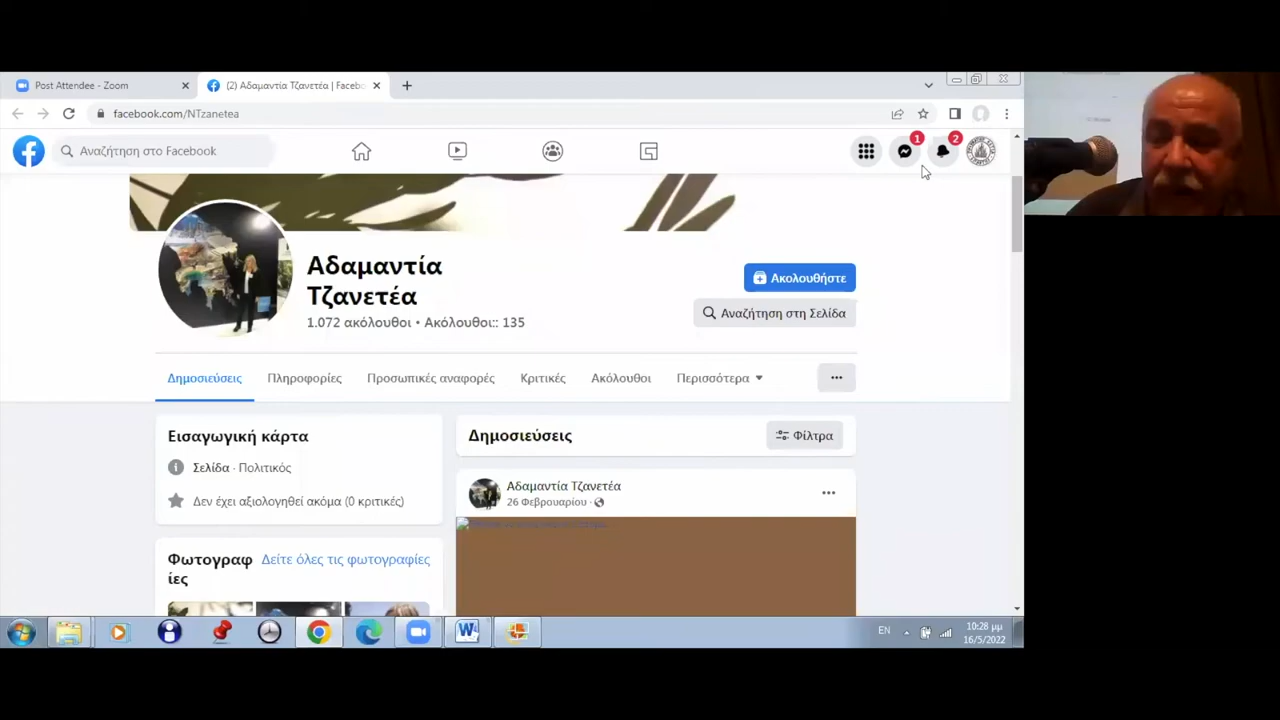 Post Attendee - Zoom
(2) Αδαμαντία Τζανετέα | Facebo
facebook.com/NTzanetea
Αναζήτηση στο Facebook
1
2
Αδαμαντία
Τζανετέα
1.072 ακόλουθοι • Ακόλουθοι:: 135
Ακολουθήστε
Αναζήτηση στη Σελίδα
Δημοσιεύσεις
Πληροφορίες
Προσωπικές αναφορές
Κριτικές
Ακόλουθοι
Περισσότερα
Εισαγωγική κάρτα
Σελίδα · Πολιτικός
Δεν έχει αξιολογηθεί ακόμα (0 κριτικές)
Φωτογραφ
ίες
Δείτε όλες τις φωτογραφίες
Δημοσιεύσεις
Φίλτρα
Αδαμαντία Τζανετέα
26 Φεβρουαρίου ·
EN
10:28 μμ
16/5/2022